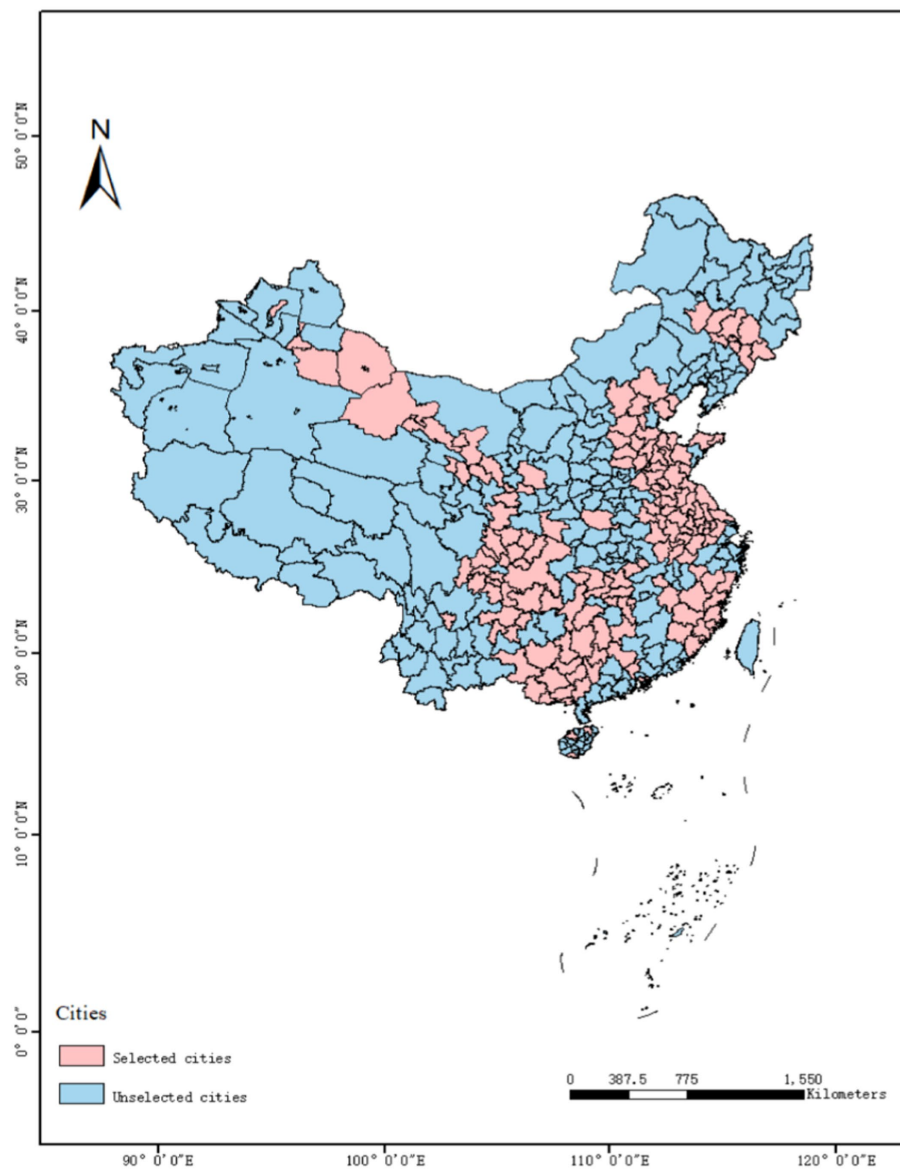 N
50° 0'0"N
40° 0'0"N
30° 0'0"N
20° 0'0"N
10° 0'0"N
0° 0'0"
Cities
Selected cities
Unselected cities
0 387.5 775 1,550
Kilometers
90° 0'0"E 100° 0'0"E 110° 0'0"E 120° 0'0"E